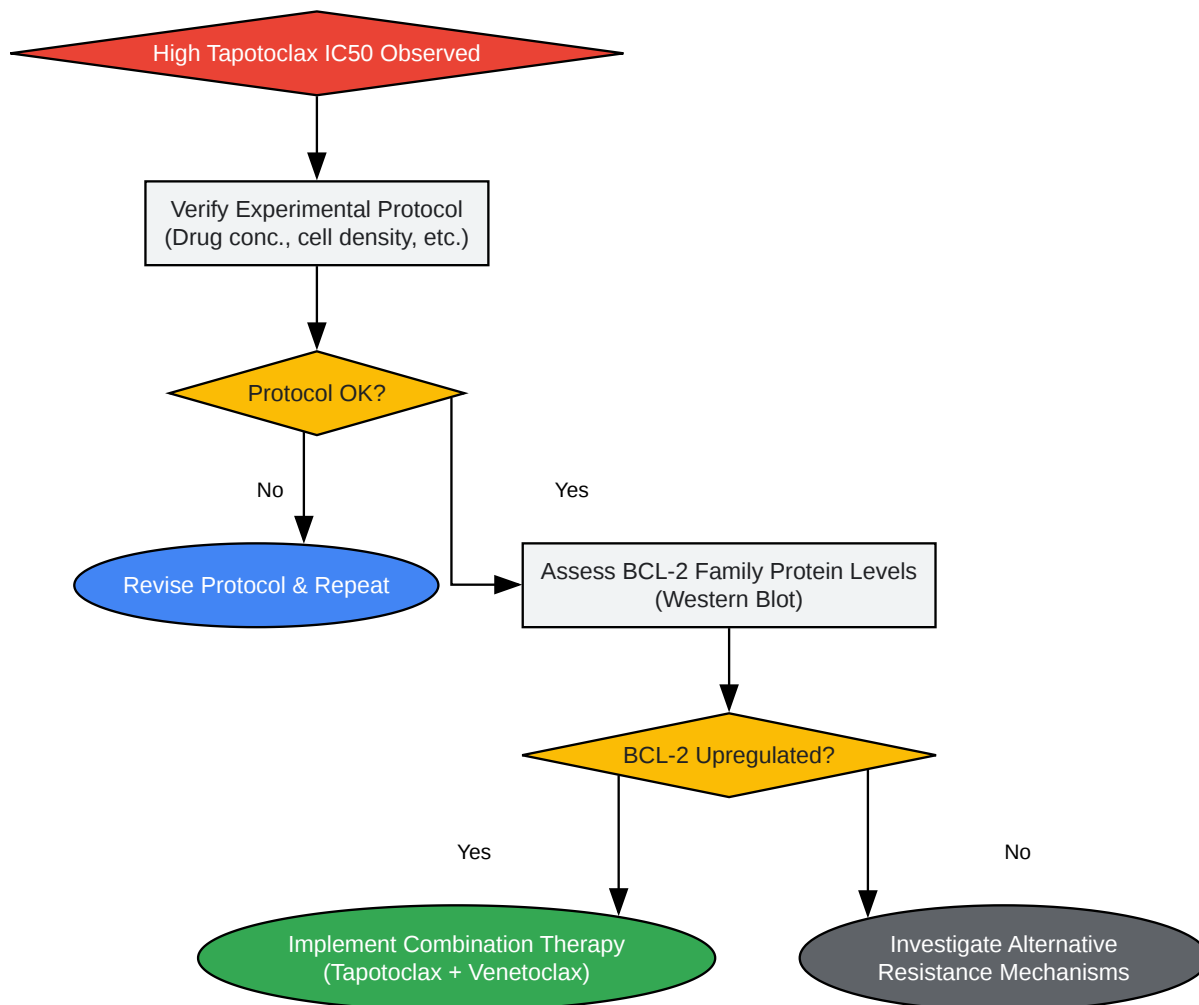 High Tapotoclax IC50 Observed
Verify Experimental Protocol
(Drug conc., cell density, etc.)
Protocol OK?
No
Yes
Revise Protocol & Repeat
Assess BCL-2 Family Protein Levels
(Western Blot)
BCL-2 Upregulated?
Yes
No
Implement Combination Therapy
(Tapotoclax + Venetoclax)
Investigate Alternative
Resistance Mechanisms